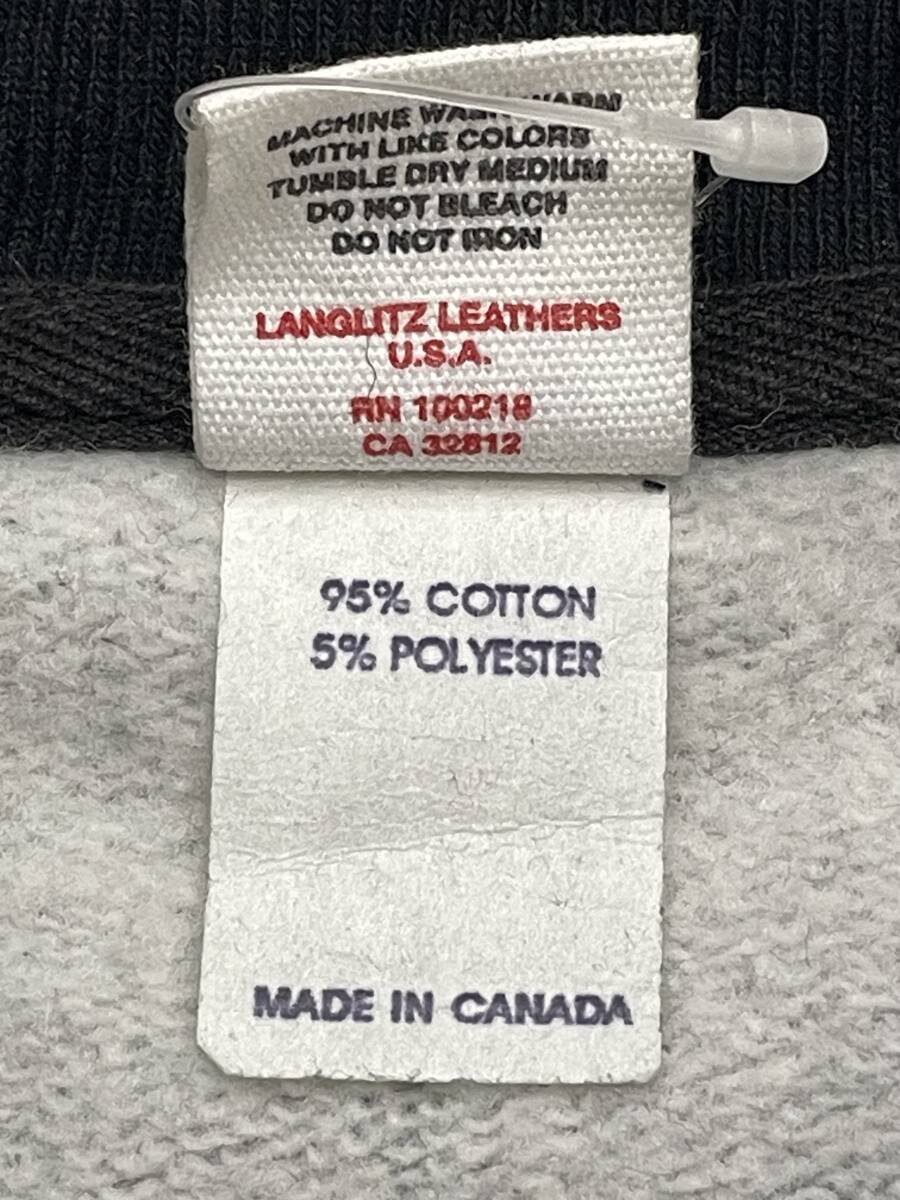 MACHINE WASH WARM
WITH LIKE COLORS
TUMBLE DRY MEDIUM
DO NOT BLEACH
DO NOT IRON
LANGLITZ LEATHERS
U.S.A.
RN 100218
CA 32812
95% COTTON
5% POLYESTER
MADE IN CANADA